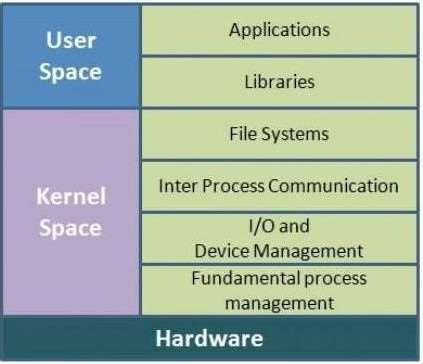 User
Space
Applications
Libraries
Kernel
Space
File Systems
Inter Process Communication
I/O and
Device Management
Fundamental process
management
Hardware